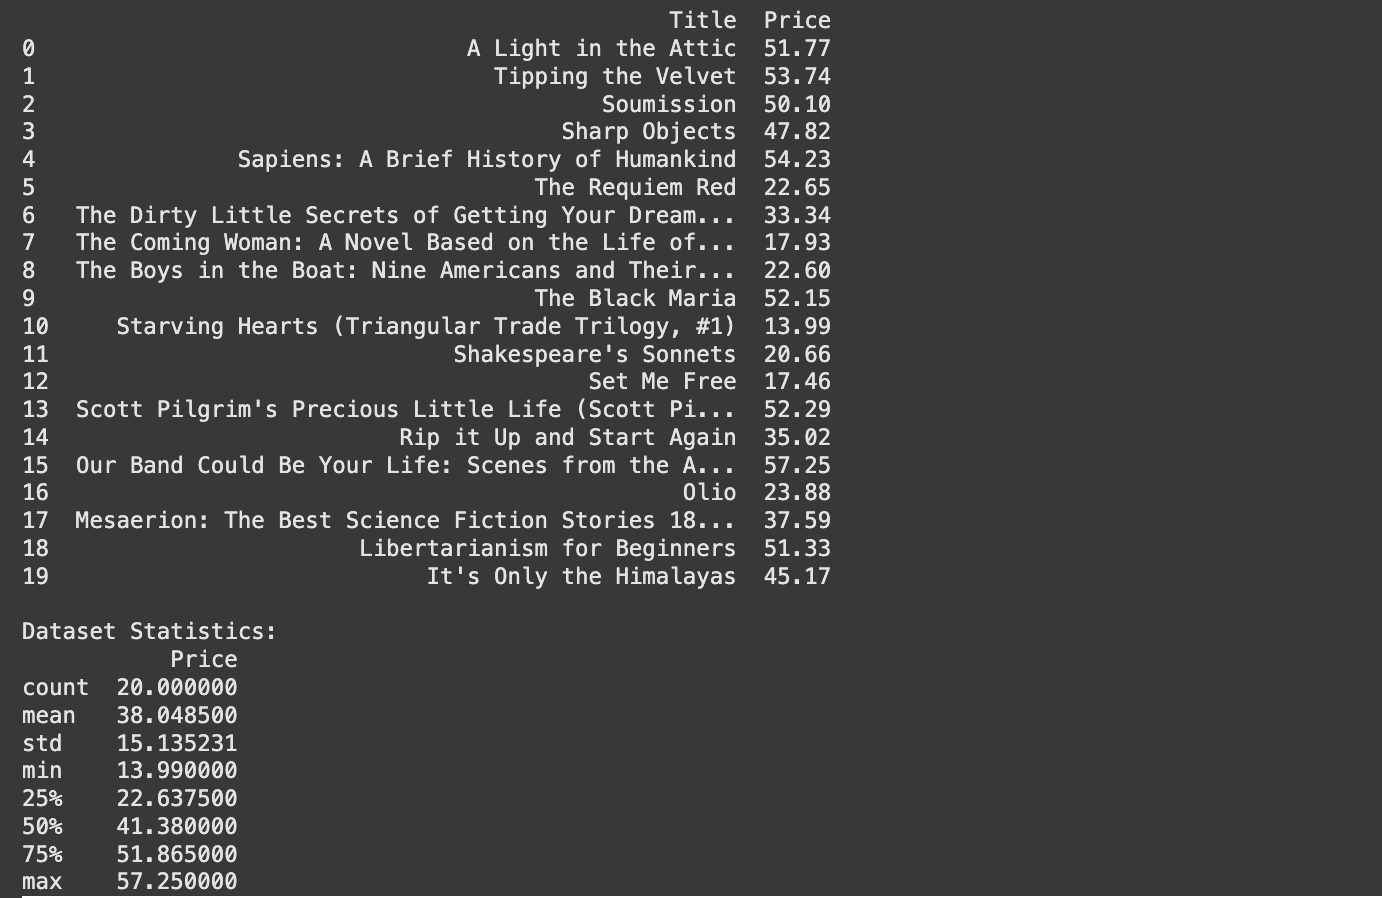 Title Price
0 A Light in the Attic 51.77
1 Tipping the Velvet 53.74
2 Soumission 50.10
3 Sharp Objects 47.82
4 Sapiens: A Brief History of Humankind 54.23
5 The Requiem Red 22.65
6 The Dirty Little Secrets of Getting Your Dream... 33.34
7 The Coming Woman: A Novel Based on the Life of... 17.93
8 The Boys in the Boat: Nine Americans and Their... 22.60
9 The Black Maria 52.15
10 Starving Hearts (Triangular Trade Trilogy, #1) 13.99
11 Shakespeare's Sonnets 20.66
12 Set Me Free 17.46
13 Scott Pilgrim's Precious Little Life (Scott Pi... 52.29
14 Rip it Up and Start Again 35.02
15 Our Band Could Be Your Life: Scenes from the A... 57.25
16 Olio 23.88
17 Mesaerion: The Best Science Fiction Stories 18... 37.59
18 Libertarianism for Beginners 51.33
19 It's Only the Himalayas 45.17
Dataset Statistics:
Price
count 20.000000
mean 38.048500
std 15.135231
min 13.990000
25% 22.637500
50% 41.380000
75% 51.865000
max 57.250000